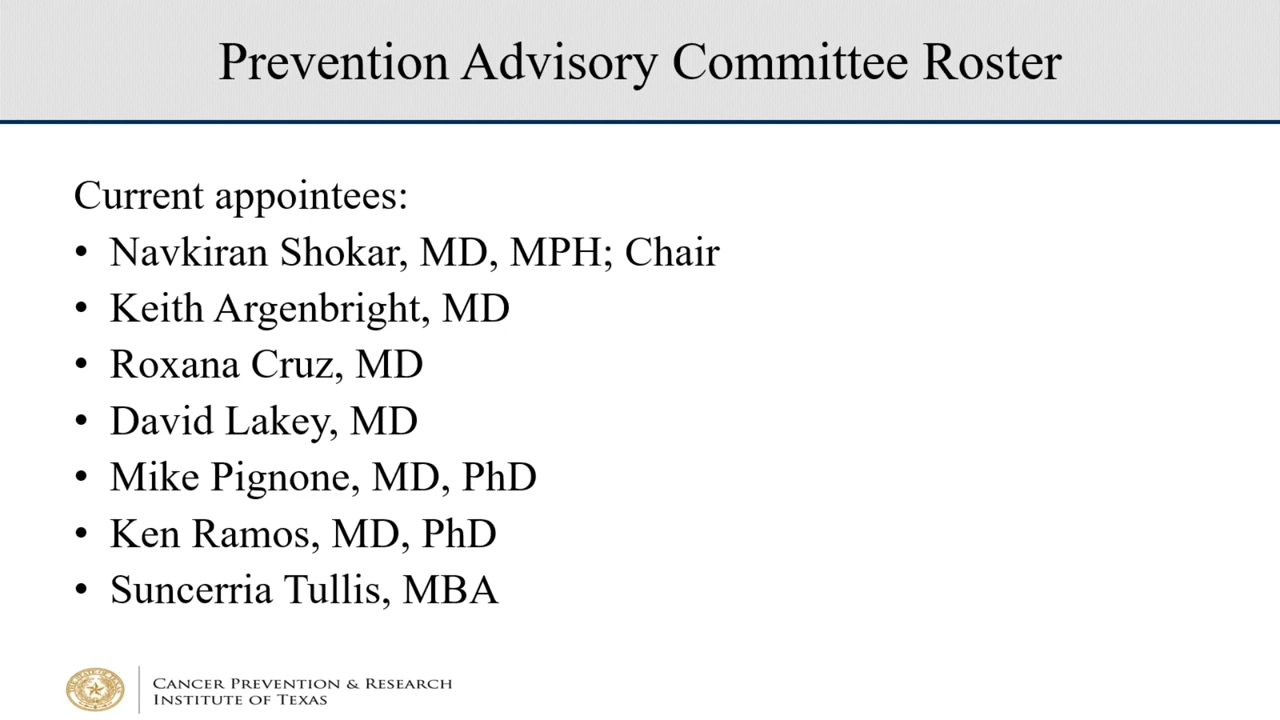 Prevention Advisory Committee Roster
Current appointees:
• Navkiran Shokar, MD, MPH; Chair
• Keith Argenbright, MD
• Roxana Cruz, MD
• David Lakey, MD
• Mike Pignone, MD, PhD
• Ken Ramos, MD, PhD
• Suncerria Tullis, MBA
CANCER PREVENTION & RESEARCH
INSTITUTE OF TEXAS